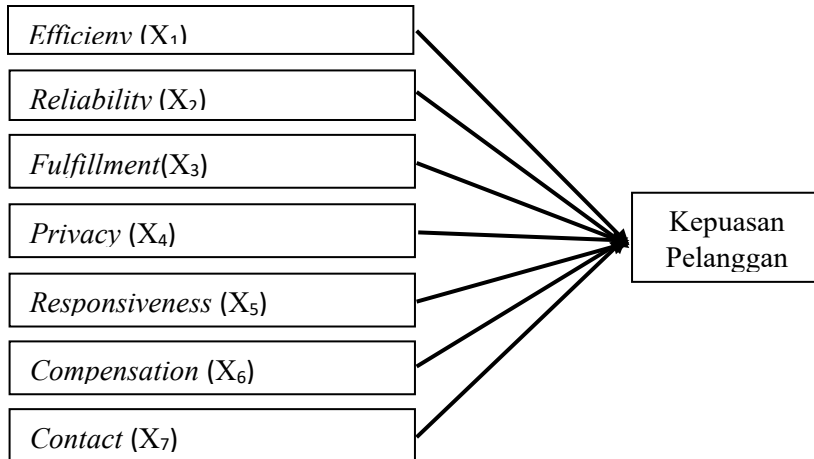 Efficieny (X₁)
Reliability (X₂)
Fulfillment(X₃)
Privacy (X₄)
Responsiveness (X₅)
Compensation (X₆)
Contact (X₇)
Kepuasan
Pelanggan